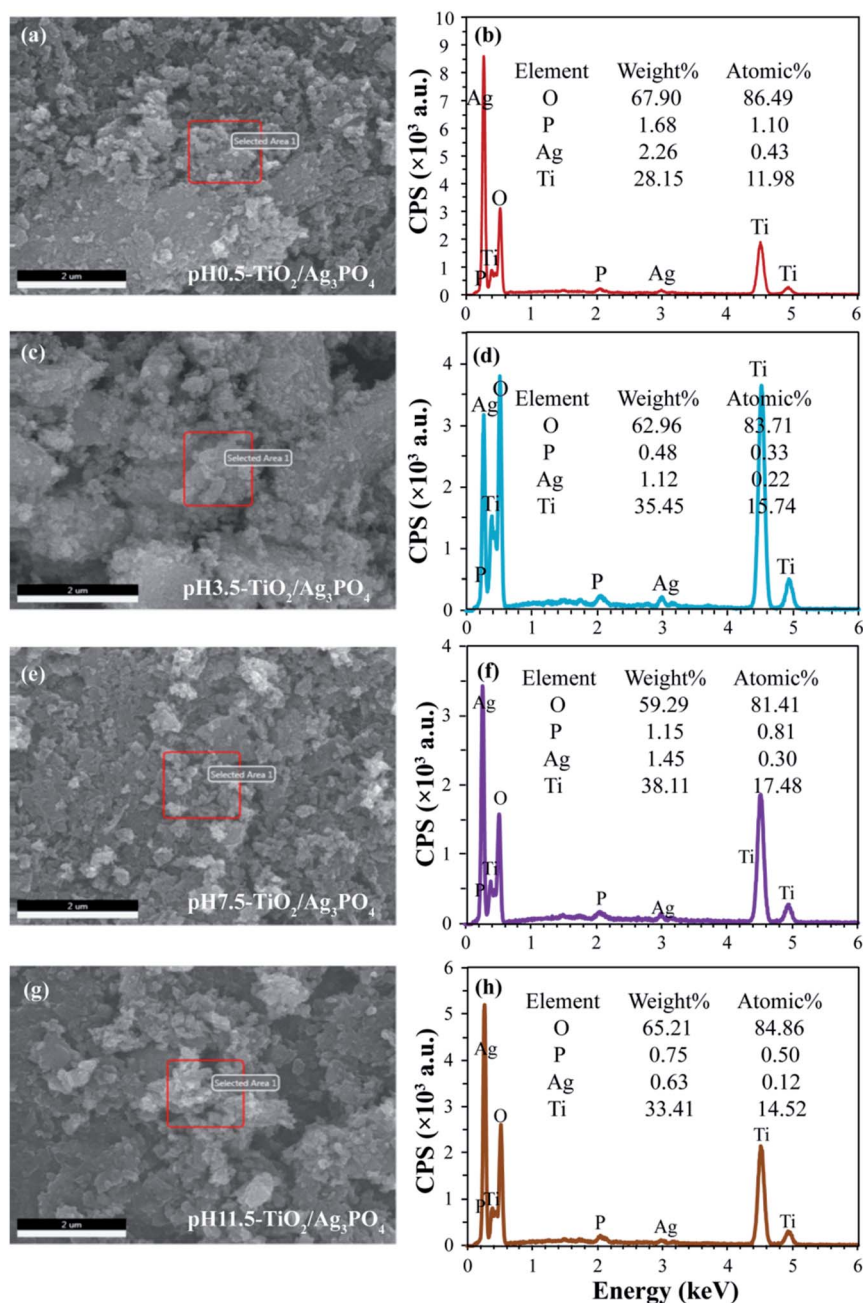 (a)
Selected Area 1
2 um
pH0.5-TiO₂/Ag₃PO₄
(b)
CPS (×10³ a.u.)
10
9
8
7
6
5
4
3
2
1
0
Element Weight% Atomic%
O 67.90 86.49
P 1.68 1.10
Ag 2.26 0.43
Ti 28.15 11.98
Ag
O
Ti
P
P
Ag
Ti
Ti
0 1 2 3 4 5 6
(c)
Selected Area 1
2 um
pH3.5-TiO₂/Ag₃PO₄
(d)
CPS (×10³ a.u.)
4
3
2
1
0
Element Weight% Atomic%
O 62.96 83.71
P 0.48 0.33
Ag 1.12 0.22
Ti 35.45 15.74
Ag
O
Ti
P
P
Ag
Ti
Ti
0 1 2 3 4 5 6
(e)
Selected Area 1
2 um
pH7.5-TiO₂/Ag₃PO₄
(f)
CPS (×10³ a.u.)
4
3
2
1
0
Element Weight% Atomic%
O 59.29 81.41
P 1.15 0.81
Ag 1.45 0.30
Ti 38.11 17.48
Ag
O
Ti
P
P
Ag
Ti
Ti
0 1 2 3 4 5 6
(g)
Selected Area 1
2 um
pH11.5-TiO₂/Ag₃PO₄
(h)
CPS (×10³ a.u.)
6
5
4
3
2
1
0
Element Weight% Atomic%
O 65.21 84.86
P 0.75 0.50
Ag 0.63 0.12
Ti 33.41 14.52
Ag
O
Ti
P
P
Ag
Ti
Ti
0 1 2 3 4 5 6
Energy (keV)